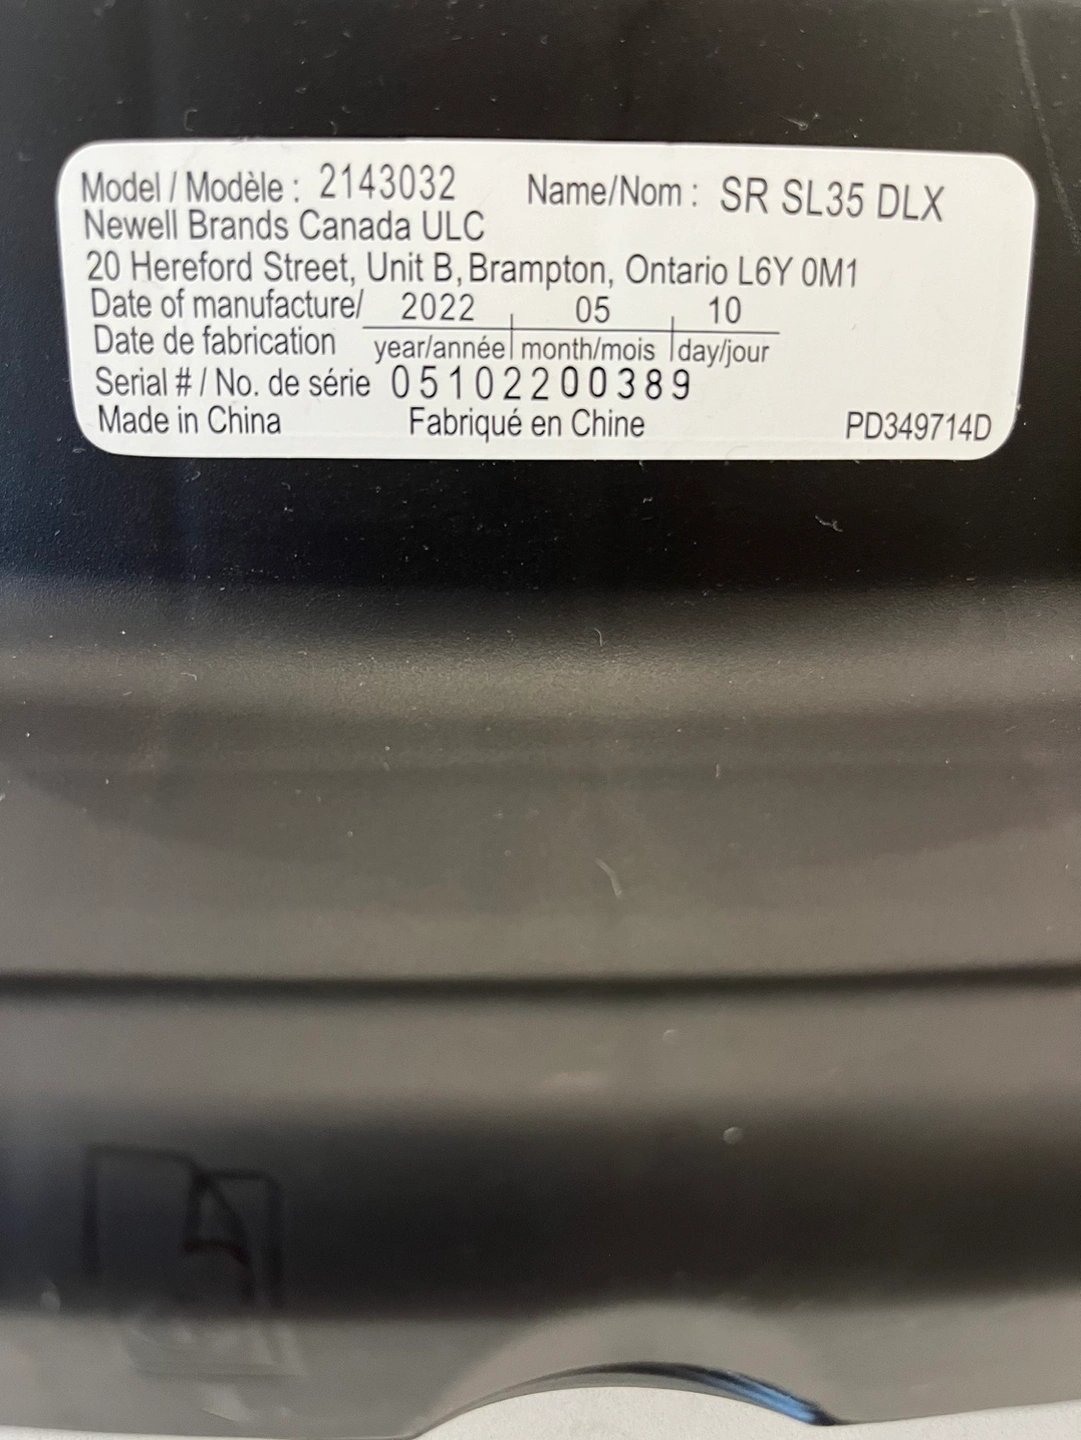 Model / Modèle : 2143032 Name/Nom : SR SL35 DLX
Newell Brands Canada ULC
20 Hereford Street, Unit B, Brampton, Ontario L6Y 0M1
Date of manufacture/ 2022 05 10
Date de fabrication year/année month/mois day/jour
Serial # / No. de série 05102200389
Made in China Fabriqué en Chine PD349714D